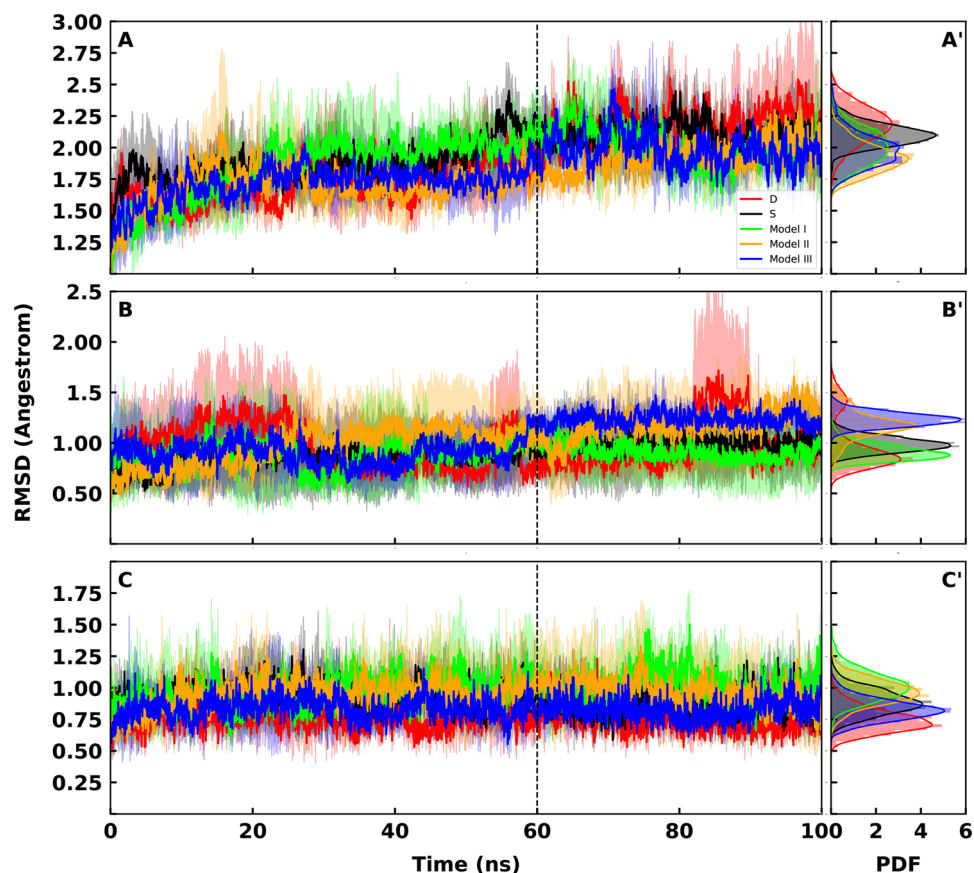 A
A'
3.00
2.75
2.50
2.25
2.00
1.75
1.50
1.25
D
S
Model I
Model II
Model III
B
B'
2.5
2.00
1.5
1.00
0.50
RMSD (Angestrom)
C
C'
1.75
1.50
1.25
1.00
0.75
0.50
0.25
0 20 40 60 80 100
0 2 4 6
Time (ns)
PDF